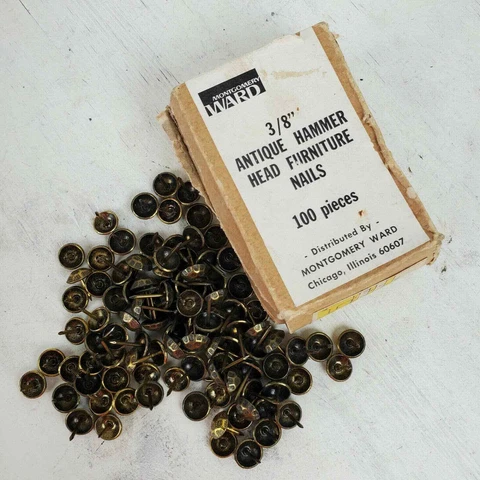 MONTGOMERY
WARD
3/8"
ANTIQUE HAMMER
HEAD FURNITURE
NAILS
100 pieces
- Distributed By -
MONTGOMERY WARD
Chicago, Illinois 60607